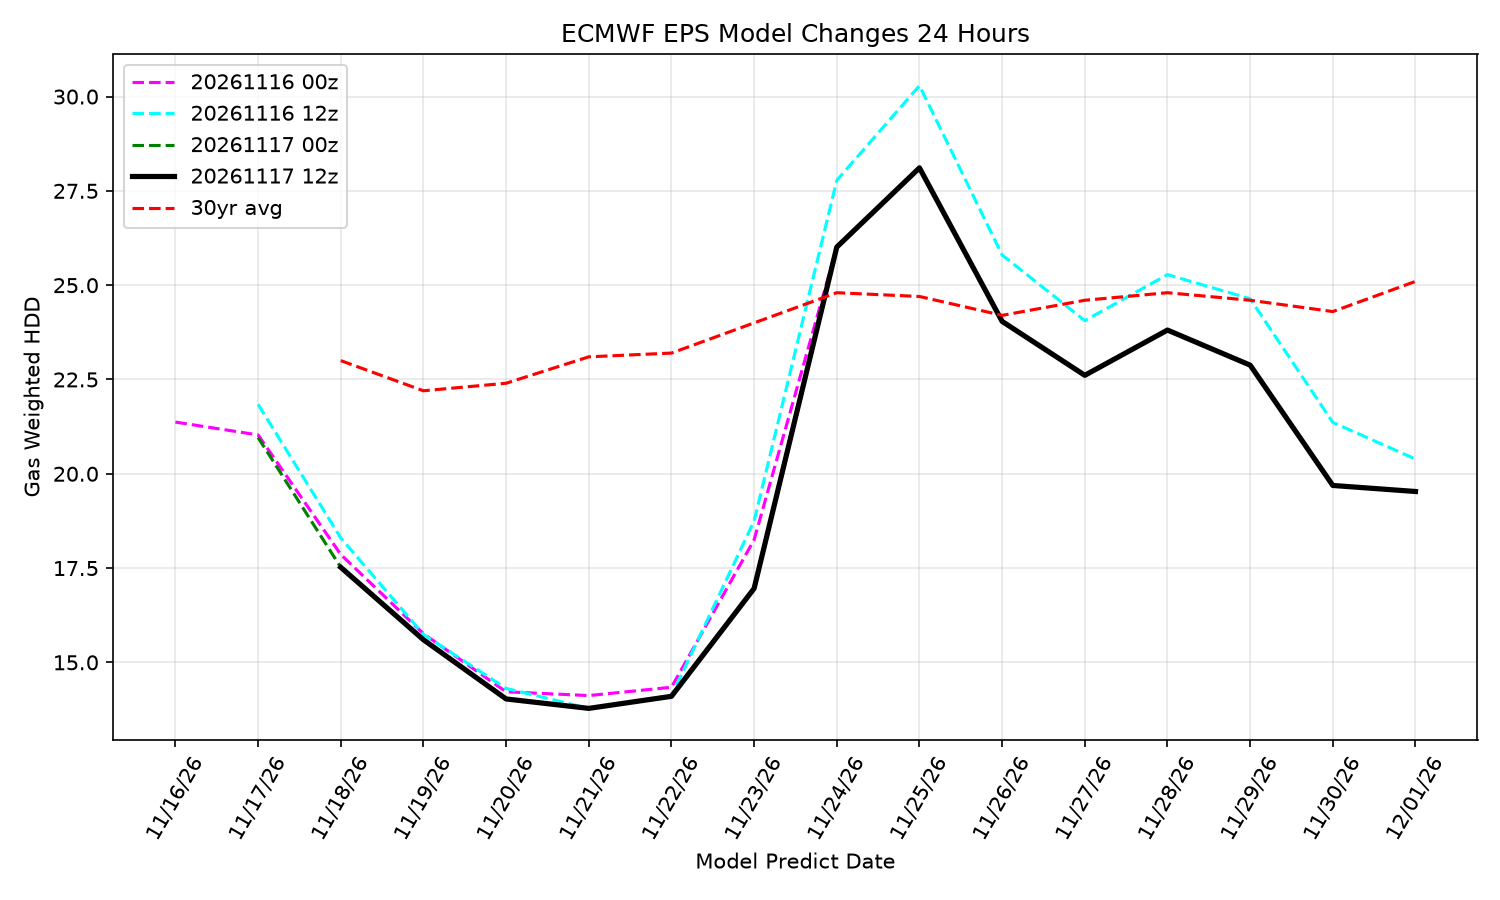 ECMWF EPS Model Changes 24 Hours
20261116 00z
20261116 12z
20261117 00z
20261117 12z
30yr avg
30.0
27.5
25.0
22.5
20.0
17.5
15.0
Gas Weighted HDD
11/16/26
11/17/26
11/18/26
11/19/26
11/20/26
11/21/26
11/22/26
11/23/26
11/24/26
11/25/26
11/26/26
11/27/26
11/28/26
11/29/26
11/30/26
12/01/26
Model Predict Date